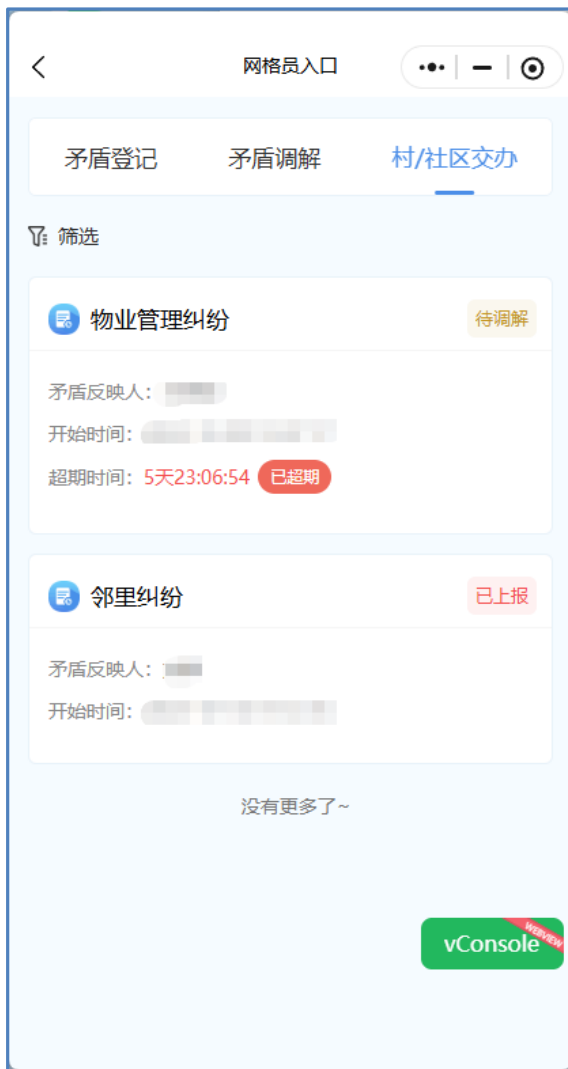 网格员入口
矛盾登记 矛盾调解 村/社区交办
筛选
物业管理纠纷 待调解
矛盾反映人：
开始时间：
超期时间：5天23:06:54 已超期
邻里纠纷 已上报
矛盾反映人：
开始时间：
没有更多了~
WEBVIEW
vConsole